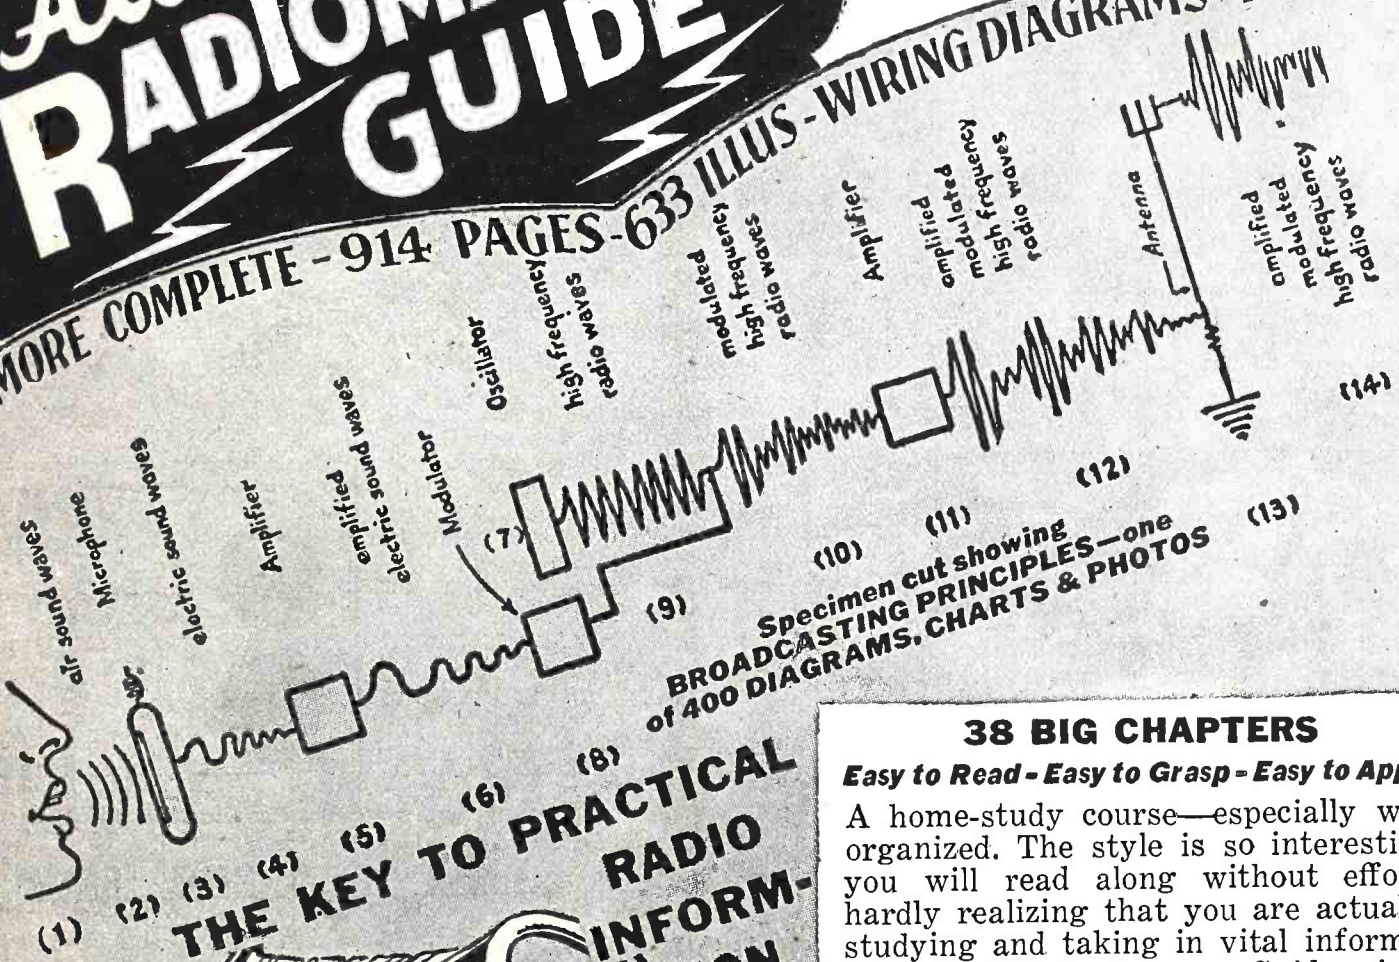 RADIOM
GUIDE
MORE COMPLETE - 914 PAGES - 633 ILLUS - WIRING DIAGRAMS
air sound waves
Microphone
electric sound waves
Amplifier
amplified
electric sound waves
Modulator
Oscillator
high frequency
radio waves
modulated
high frequency
radio waves
Amplifier
amplified
modulated
high frequency
radio waves
Antenna
amplified
modulated
high frequency
radio waves
(1)
(2)
(3)
(4)
(5)
(6)
(7)
(8)
(9)
(10)
(11)
(12)
(13)
(14)
Specimen cut showing
BROADCASTING PRINCIPLES—one
of 400 DIAGRAMS, CHARTS & PHOTOS
THE KEY TO PRACTICAL
RADIO
INFORM-
38 BIG CHAPTERS
Easy to Read - Easy to Grasp - Easy to App
A home-study course—especially w
organized. The style is so interesti
you will read along without effo
hardly realizing that you are actua
studying and taking in vital inform